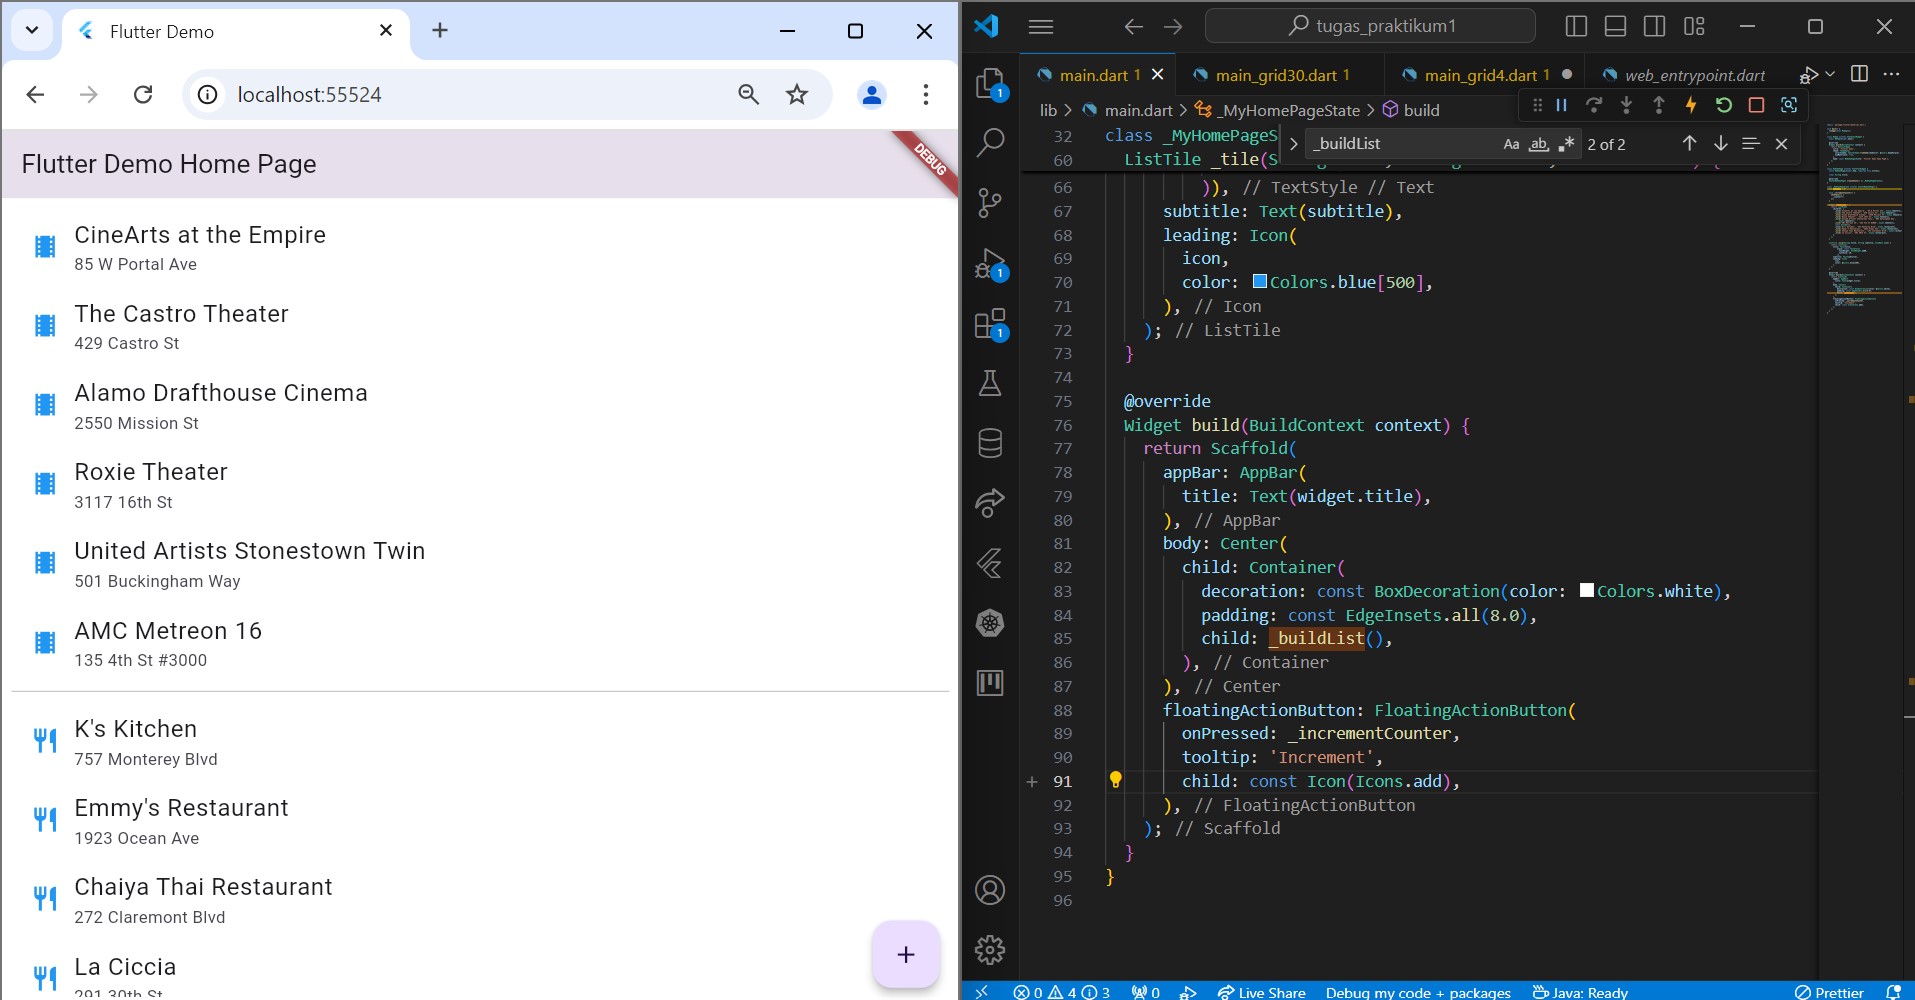 Flutter Demo
localhost:55524
Flutter Demo Home Page
DEBUG
CineArts at the Empire
85 W Portal Ave
The Castro Theater
429 Castro St
Alamo Drafthouse Cinema
2550 Mission St
Roxie Theater
3117 16th St
United Artists Stonestown Twin
501 Buckingham Way
AMC Metreon 16
135 4th St #3000
K's Kitchen
757 Monterey Blvd
Emmy's Restaurant
1923 Ocean Ave
Chaiya Thai Restaurant
272 Claremont Blvd
La Ciccia
291 30th St
+
tugas_praktikum1
main.dart 1
main_grid30.dart 1
main_grid4.dart 1
web_entrypoint.dart
lib > main.dart > _MyHomePageState > build
_buildList Aa ab 2 of 2
1
1
1
32 class _MyHomePageS
60 ListTile _tile(S
66 )), // TextStyle // Text
67 subtitle: Text(subtitle),
68 leading: Icon(
69 icon,
70 color: Colors.blue[500],
71 ), // Icon
72 ); // ListTile
73 }
74
75 @override
76 Widget build(BuildContext context) {
77 return Scaffold(
78 appBar: AppBar(
79 title: Text(widget.title),
80 ), // AppBar
81 body: Center(
82 child: Container(
83 decoration: const BoxDecoration(color: Colors.white),
84 padding: const EdgeInsets.all(8.0),
85 child: _buildList(),
86 ), // Container
87 ), // Center
88 floatingActionButton: FloatingActionButton(
89 onPressed: _incrementCounter,
90 tooltip: 'Increment',
91 child: const Icon(Icons.add),
92 ), // FloatingActionButton
93 ); // Scaffold
94 }
95 }
96
0 4 3 0 Live Share Debug my code + packages Java: Ready Prettier